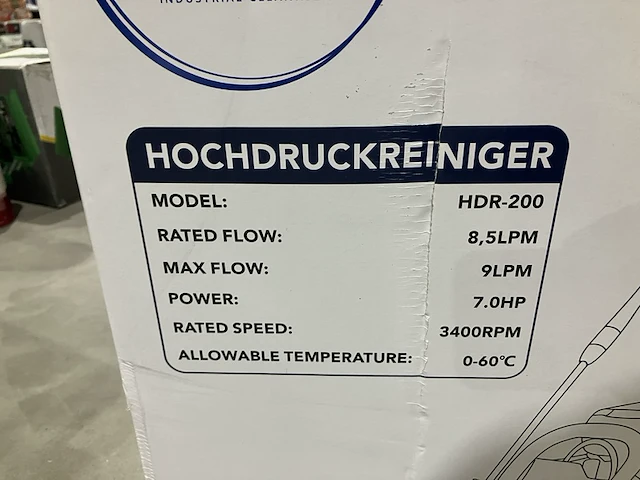 INDUSTRIAL
HOCHDRUCKREINIGER
MODEL: HDR-200
RATED FLOW: 8,5LPM
MAX FLOW: 9LPM
POWER: 7.0HP
RATED SPEED: 3400RPM
ALLOWABLE TEMPERATURE: 0-60℃